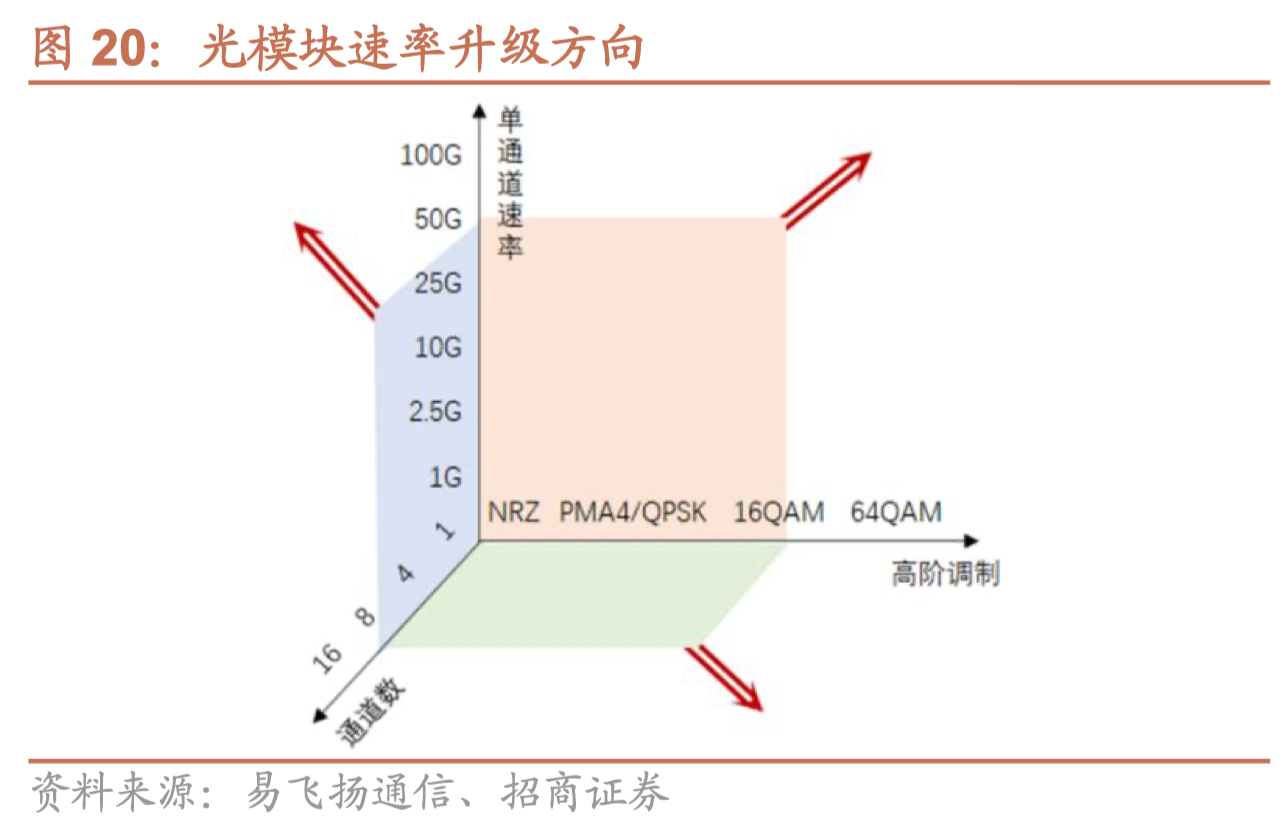 图 20：光模块速率升级方向
单通道速率
100G
50G
25G
10G
2.5G
1G
NRZ PMA4/QPSK 16QAM 64QAM
高阶调制
1
4
8
16
通道数
资料来源：易飞扬通信、招商证券